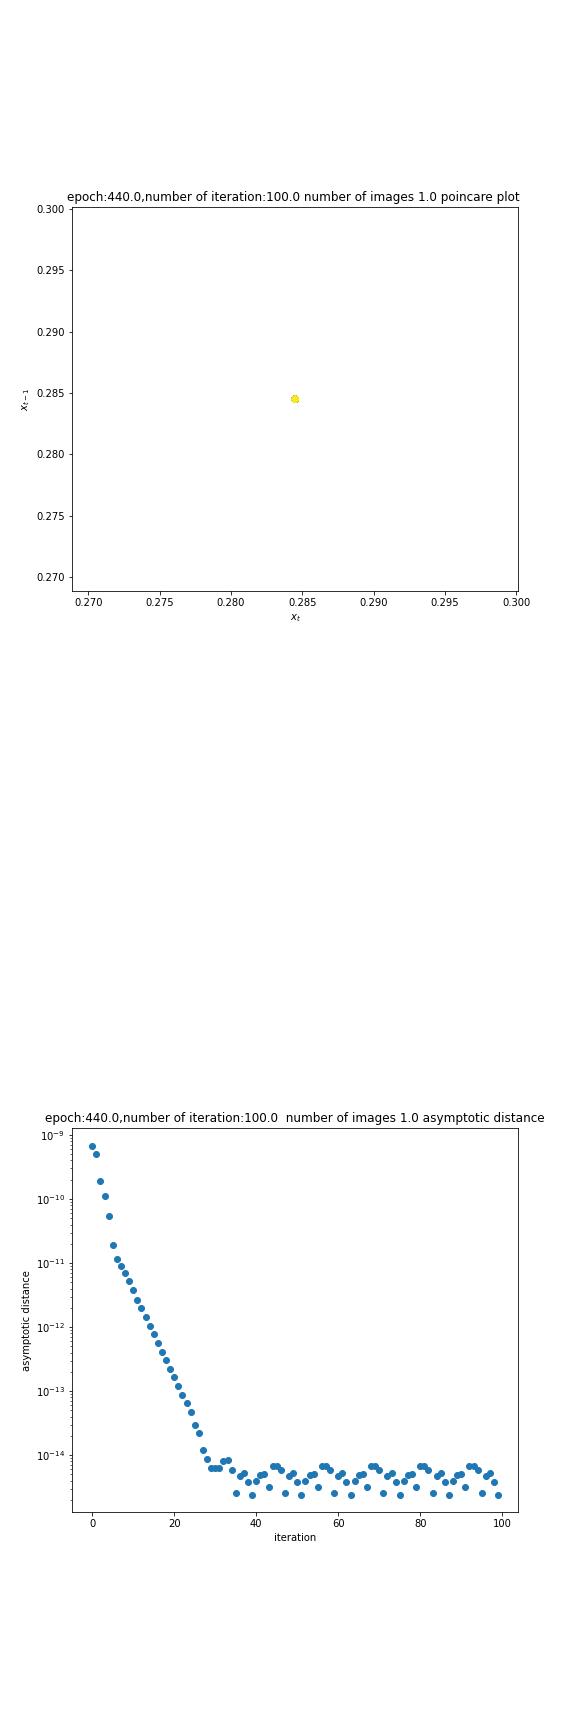 epoch:440.0,number of iteration:100.0 number of images 1.0 poincare plot
0.300
0.295
0.290
0.285
0.280
0.275
0.270
x_{t-1}
0.270 0.275 0.280 0.285 0.290 0.295 0.300
x_t
epoch:440.0,number of iteration:100.0  number of images 1.0 asymptotic distance
10^{-9}
10^{-10}
10^{-11}
10^{-12}
10^{-13}
10^{-14}
asymptotic distance
0 20 40 60 80 100
iteration